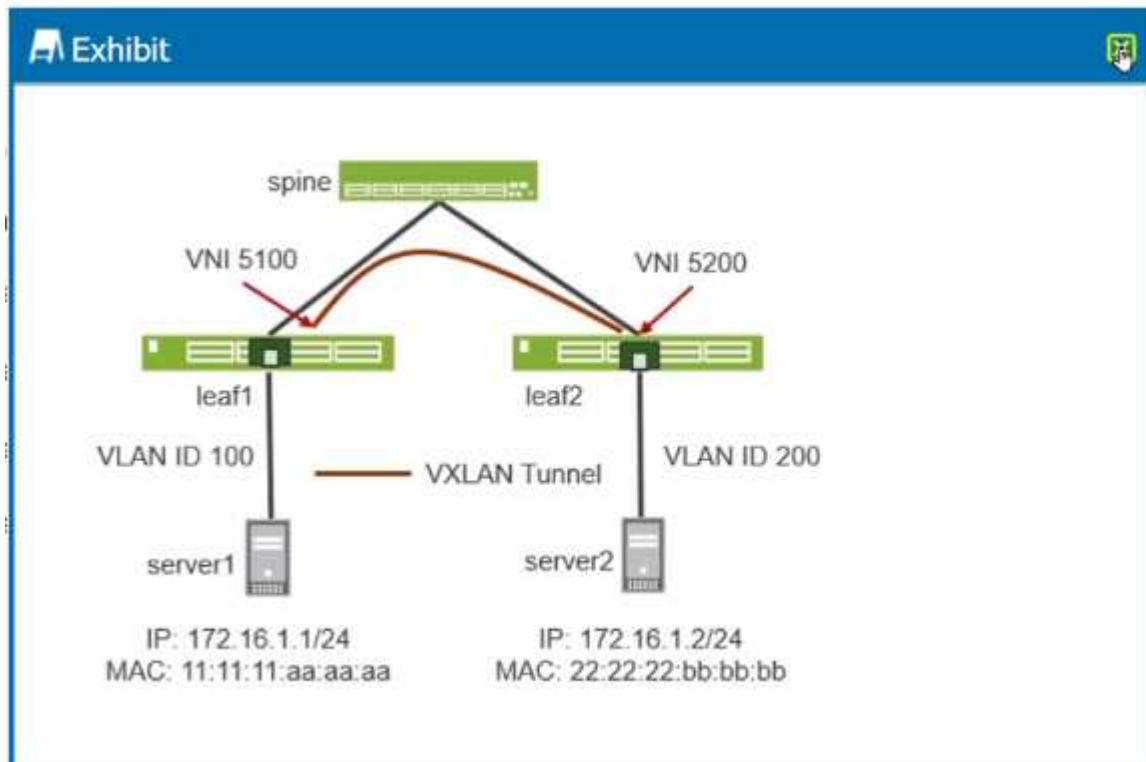 Exhibit
spine
VNI 5100
VNI 5200
leaf1
leaf2
VLAN ID 100
VXLAN Tunnel
VLAN ID 200
server1
server2
IP: 172.16.1.1/24
MAC: 11:11:11:aa:aa:aa
IP: 172.16.1.2/24
MAC: 22:22:22:bb:bb:bb